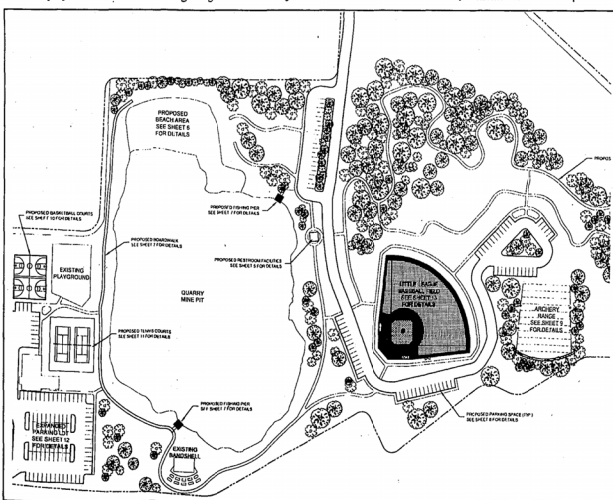 PROPOSED
BEACH AREA
SEE SHEET 6
FOR DETAILS
PROPOSED FISHING PIER
SEE SHEET 7 FOR DETAILS
PROPOSED BASKETBALL COURTS
SEE SHEET 10 FOR DETAILS
PROPOSED BOARDWALK
SEE SHEET 7 FOR DETAILS
PROPOSED RESTROOM FACILITIES
SEE SHEET 5 FOR DETAILS
EXISTING
PLAYGROUND
QUARRY
MINE PIT
LITTLE LEAGUE
BASEBALL FIELD
SEE SHEET
FOR DETAILS
ARCHERY
RANGE
SEE SHEET 9
FOR DETAILS
PROPOSED TENNIS COURTS
SEE SHEET 11 FOR DETAILS
PROPOSED FISHING PIER
SEE SHEET 7 FOR DETAILS
PROPOSED PARKING SPACE (TYP.)
SEE SHEET 8 FOR DETAILS
EXPANDED
PARKING LOT
SEE SHEET 12
FOR DETAILS
EXISTING
BANDSHELL